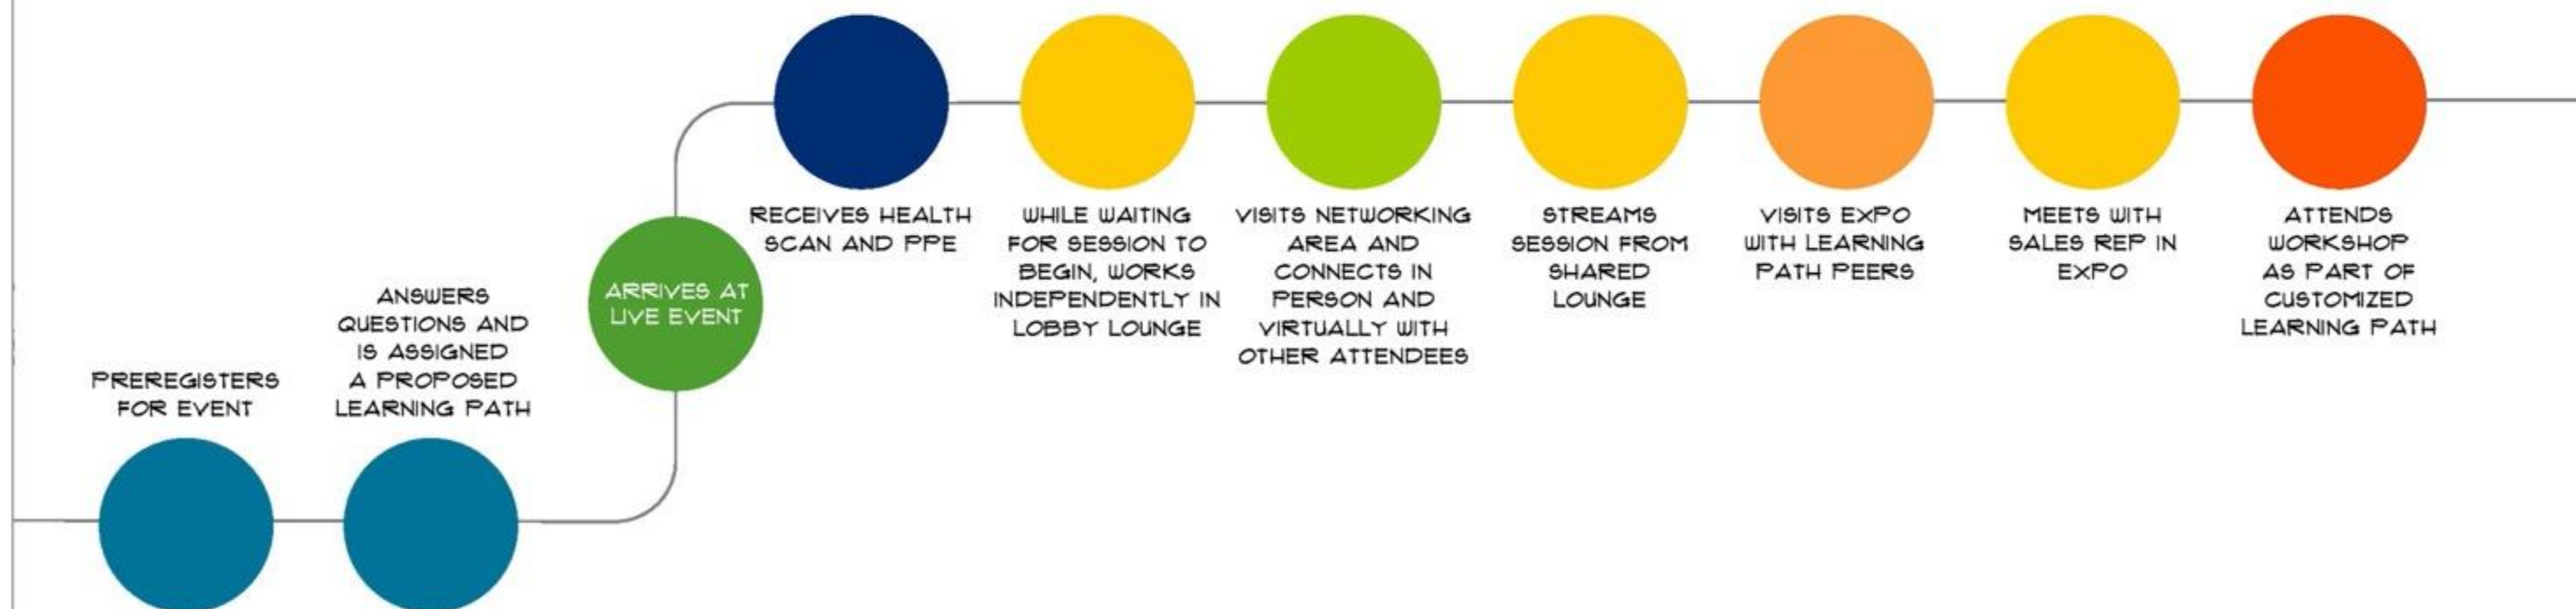 PREREGISTERS
FOR EVENT
ANSWERS
QUESTIONS AND
IS ASSIGNED
A PROPOSED
LEARNING PATH
ARRIVES AT
LIVE EVENT
RECEIVES HEALTH
SCAN AND PPE
WHILE WAITING
FOR SESSION TO
BEGIN, WORKS
INDEPENDENTLY IN
LOBBY LOUNGE
VISITS NETWORKING
AREA AND
CONNECTS IN
PERSON AND
VIRTUALLY WITH
OTHER ATTENDEES
STREAMS
SESSION FROM
SHARED
LOUNGE
VISITS EXPO
WITH LEARNING
PATH PEERS
MEETS WITH
SALES REP IN
EXPO
ATTENDS
WORKSHOP
AS PART OF
CUSTOMIZED
LEARNING PATH